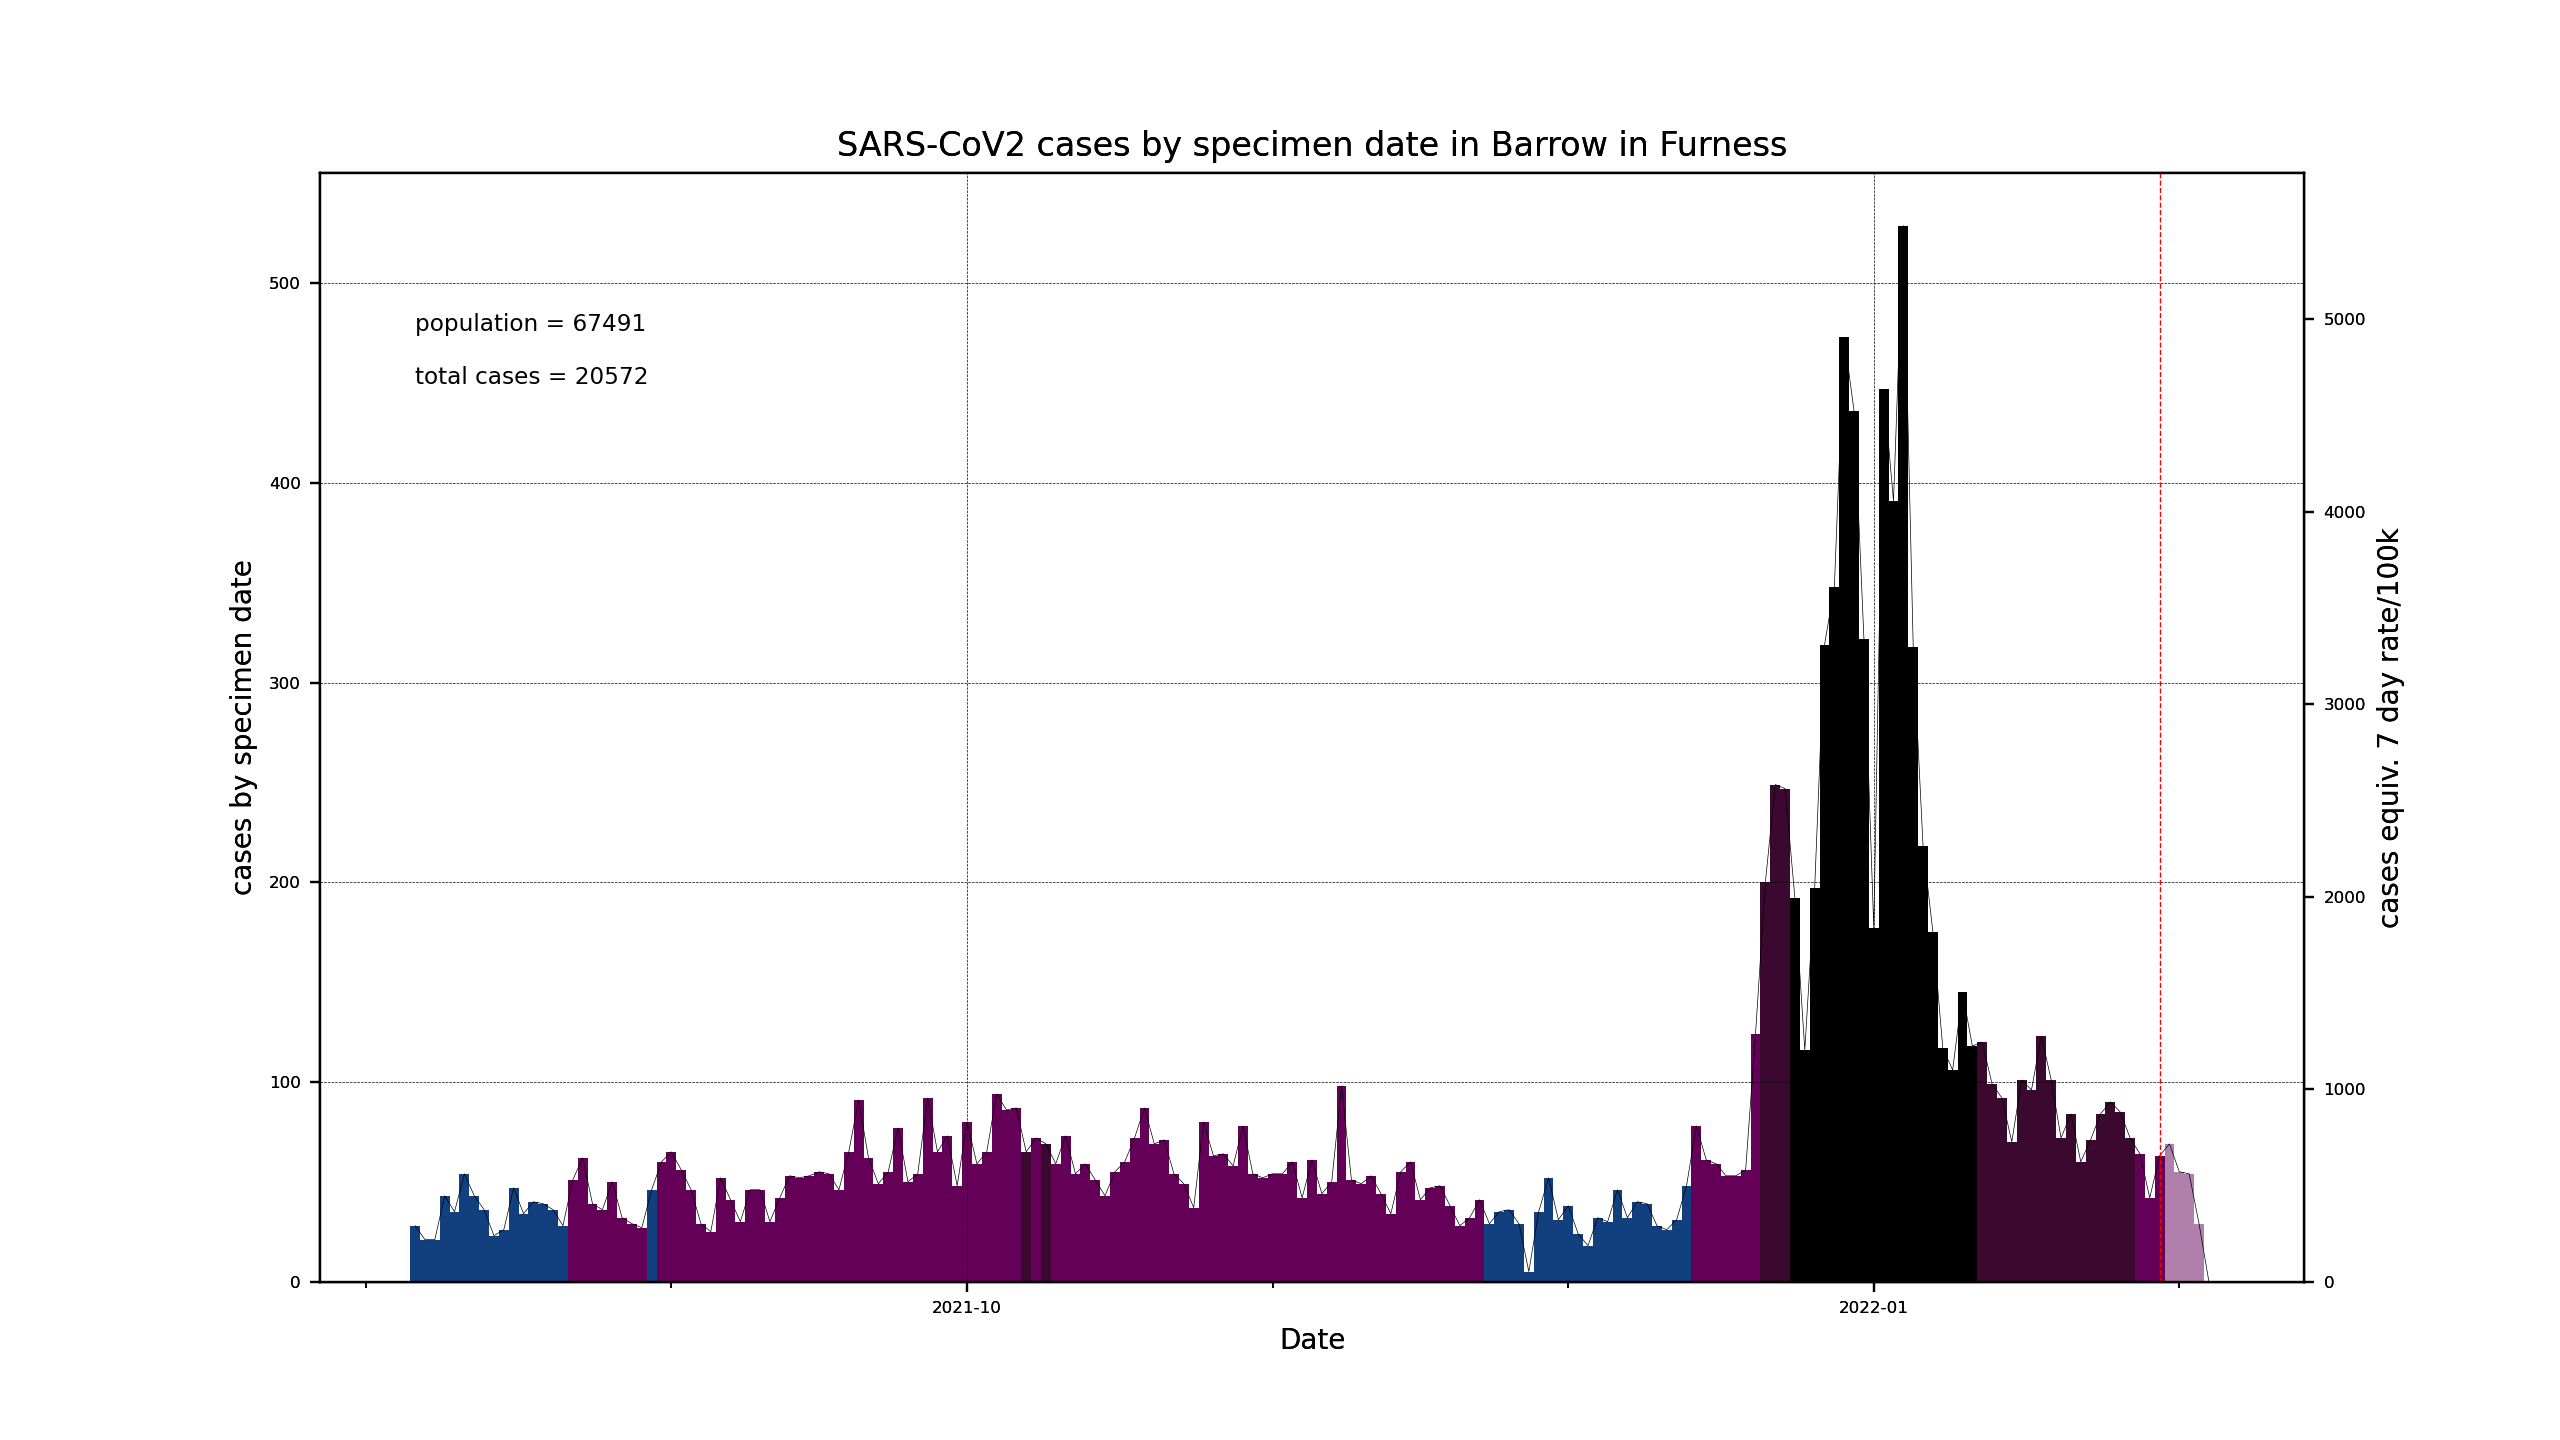 SARS-CoV2 cases by specimen date in Barrow in Furness
population = 67491
total cases = 20572
cases by specimen date
500
400
300
200
100
0
5000
4000
3000
2000
1000
0
cases equiv. 7 day rate/100k
2021-10
2022-01
Date